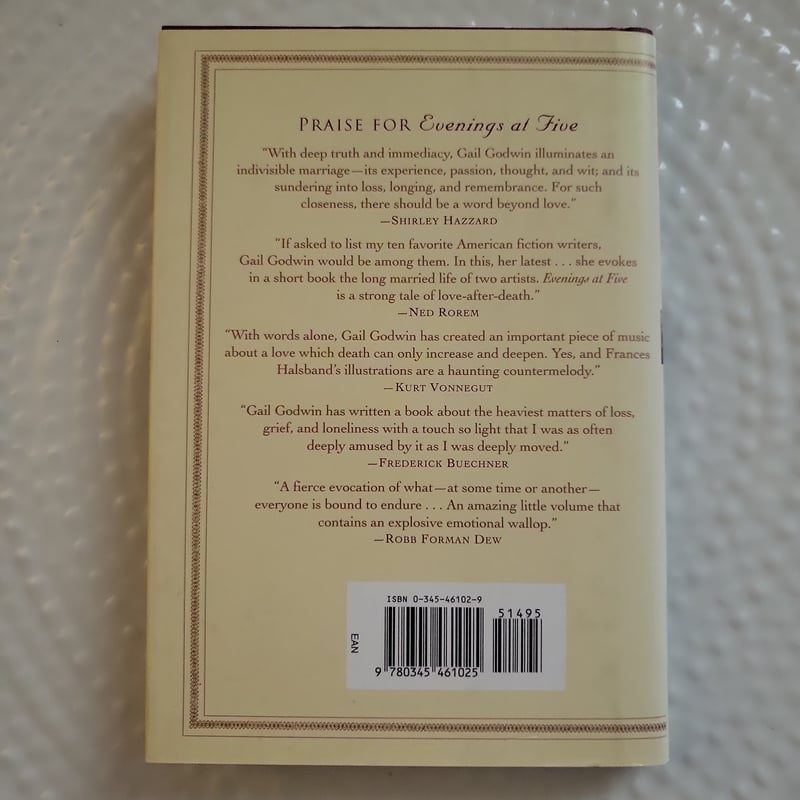 PRAISE FOR Evenings at Five
“With deep truth and immediacy, Gail Godwin illuminates an
indivisible marriage—its experience, passion, thought, and wit; and its
sundering into loss, longing, and remembrance. For such
closeness, there should be a word beyond love.”
—SHIRLEY HAZZARD
“If asked to list my ten favorite American fiction writers,
Gail Godwin would be among them. In this, her latest . . . she evokes
in a short book the long married life of two artists. Evenings at Five
is a strong tale of love-after-death.”
—NED ROREM
“With words alone, Gail Godwin has created an important piece of music
about a love which death can only increase and deepen. Yes, and Frances
Halsband’s illustrations are a haunting countermelody.”
—KURT VONNEGUT
“Gail Godwin has written a book about the heaviest matters of loss,
grief, and loneliness with a touch so light that I was as often
deeply amused by it as I was deeply moved.”
—FREDERICK BUECHNER
“A fierce evocation of what—at some time or another—
everyone is bound to endure . . . An amazing little volume that
contains an explosive emotional wallop.”
—ROBB FORMAN DEW
ISBN 0-345-46102-9
51495
EAN
9 780345 461025